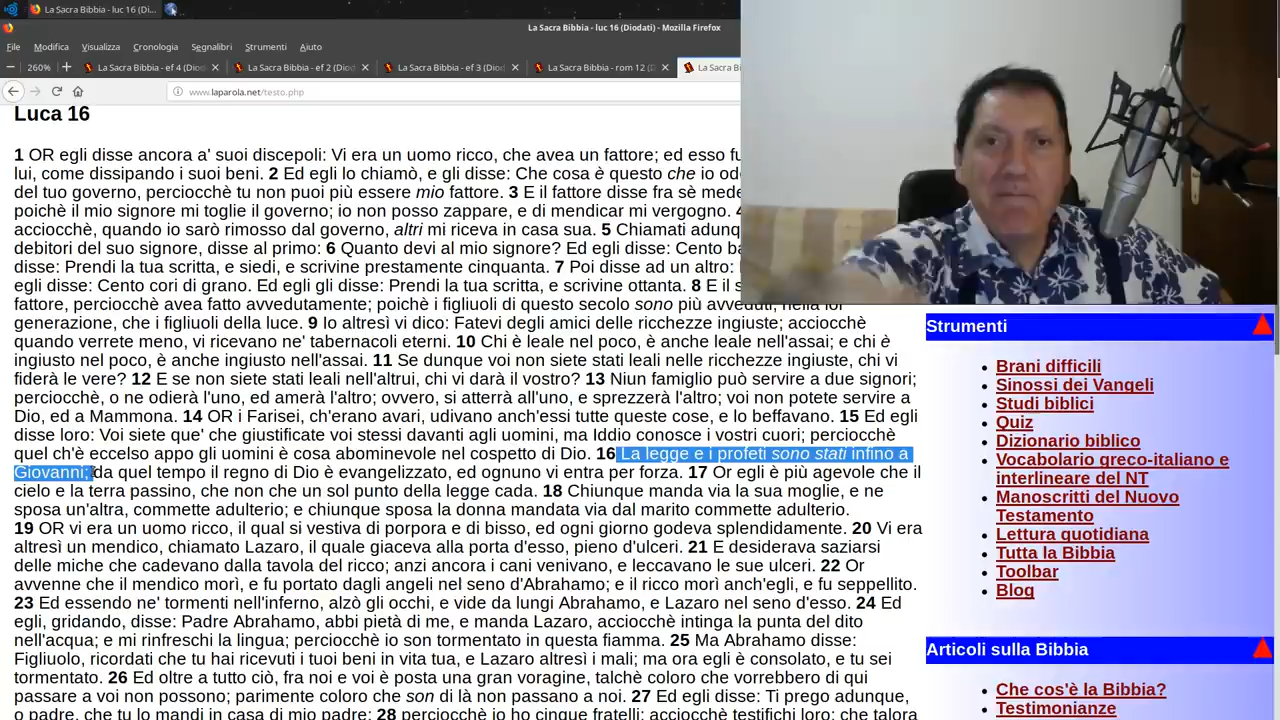 La Sacra Bibbia - luc 16 (Di...
La Sacra Bibbia - luc 16 (Diodati) - Mozilla Firefox
File Modifica Visualizza Cronologia Segnalibri Strumenti Aiuto
260% La Sacra Bibbia - ef 4 (Diod La Sacra Bibbia - ef 2 (Diod La Sacra Bibbia - ef 3 (Diod La Sacra Bibbia - rom 12 ( La Sacra Bi
www.laparola.net/testo.php
Luca 16
1 OR egli disse ancora a' suoi discepoli: Vi era un uomo ricco, che avea un fattore; ed esso fu
lui, come dissipando i suoi beni. 2 Ed egli lo chiamò, e gli disse: Che cosa è questo che io od
del tuo governo, perciocchè tu non puoi più essere mio fattore. 3 E il fattore disse fra sè mede
poichè il mio signore mi toglie il governo; io non posso zappare, e di mendicar mi vergogno. 4
acciocchè, quando io sarò rimosso dal governo, altri mi riceva in casa sua. 5 Chiamati adunq
debitori del suo signore, disse al primo: 6 Quanto devi al mio signore? Ed egli disse: Cento ba
disse: Prendi la tua scritta, e siedi, e scrivine prestamente cinquanta. 7 Poi disse ad un altro:
egli disse: Cento cori di grano. Ed egli gli disse: Prendi la tua scritta, e scrivine ottanta. 8 E il s
fattore, perciocchè avea fatto avvedutamente; poichè i figliuoli di questo secolo sono più avveduti, nella lor
generazione, che i figliuoli della luce. 9 Io altresì vi dico: Fatevi degli amici delle ricchezze ingiuste; acciocchè
quando verrete meno, vi ricevano ne' tabernacoli eterni. 10 Chi è leale nel poco, è anche leale nell'assai; e chi è
ingiusto nel poco, è anche ingiusto nell'assai. 11 Se dunque voi non siete stati leali nelle ricchezze ingiuste, chi vi
fiderà le vere? 12 E se non siete stati leali nell'altrui, chi vi darà il vostro? 13 Niun famiglio può servire a due signori;
perciocchè, o ne odierà l'uno, ed amerà l'altro; ovvero, si atterrà all'uno, e sprezzerà l'altro; voi non potete servire a
Dio, ed a Mammona. 14 OR i Farisei, ch'erano avari, udivano anch'essi tutte queste cose, e lo beffavano. 15 Ed egli
disse loro: Voi siete que' che giustificate voi stessi davanti agli uomini, ma Iddio conosce i vostri cuori; perciocchè
quel ch'è eccelso appo gli uomini è cosa abominevole nel cospetto di Dio. 16 La legge e i profeti sono stati infino a
Giovanni; da quel tempo il regno di Dio è evangelizzato, ed ognuno vi entra per forza. 17 Or egli è più agevole che il
cielo e la terra passino, che non che un sol punto della legge cada. 18 Chiunque manda via la sua moglie, e ne
sposa un'altra, commette adulterio; e chiunque sposa la donna mandata via dal marito commette adulterio.
19 OR vi era un uomo ricco, il qual si vestiva di porpora e di bisso, ed ogni giorno godeva splendidamente. 20 Vi era
altresì un mendico, chiamato Lazaro, il quale giaceva alla porta d'esso, pieno d'ulceri. 21 E desiderava saziarsi
delle miche che cadevano dalla tavola del ricco; anzi ancora i cani venivano, e leccavano le sue ulceri. 22 Or
avvenne che il mendico morì, e fu portato dagli angeli nel seno d'Abrahamo; e il ricco morì anch'egli, e fu seppellito.
23 Ed essendo ne' tormenti nell'inferno, alzò gli occhi, e vide da lungi Abrahamo, e Lazaro nel seno d'esso. 24 Ed
egli, gridando, disse: Padre Abrahamo, abbi pietà di me, e manda Lazaro, acciocchè intinga la punta del dito
nell'acqua; e mi rinfreschi la lingua; perciocchè io son tormentato in questa fiamma. 25 Ma Abrahamo disse:
Figliuolo, ricordati che tu hai ricevuti i tuoi beni in vita tua, e Lazaro altresì i mali; ma ora egli è consolato, e tu sei
tormentato. 26 Ed oltre a tutto ciò, fra noi e voi è posta una gran voragine, talchè coloro che vorrebbero di qui
passare a voi non possono; parimente coloro che son di là non passano a noi. 27 Ed egli disse: Ti prego adunque,
o padre, che tu lo mandi in casa di mio padre; 28 perciocchè io ho cinque fratelli; acciocchè testifichi loro; che talora
Strumenti
Brani difficili
Sinossi dei Vangeli
Studi biblici
Quiz
Dizionario biblico
Vocabolario greco-italiano e
interlineare del NT
Manoscritti del Nuovo
Testamento
Lettura quotidiana
Tutta la Bibbia
Toolbar
Blog
Articoli sulla Bibbia
Che cos'è la Bibbia?
Testimonianze